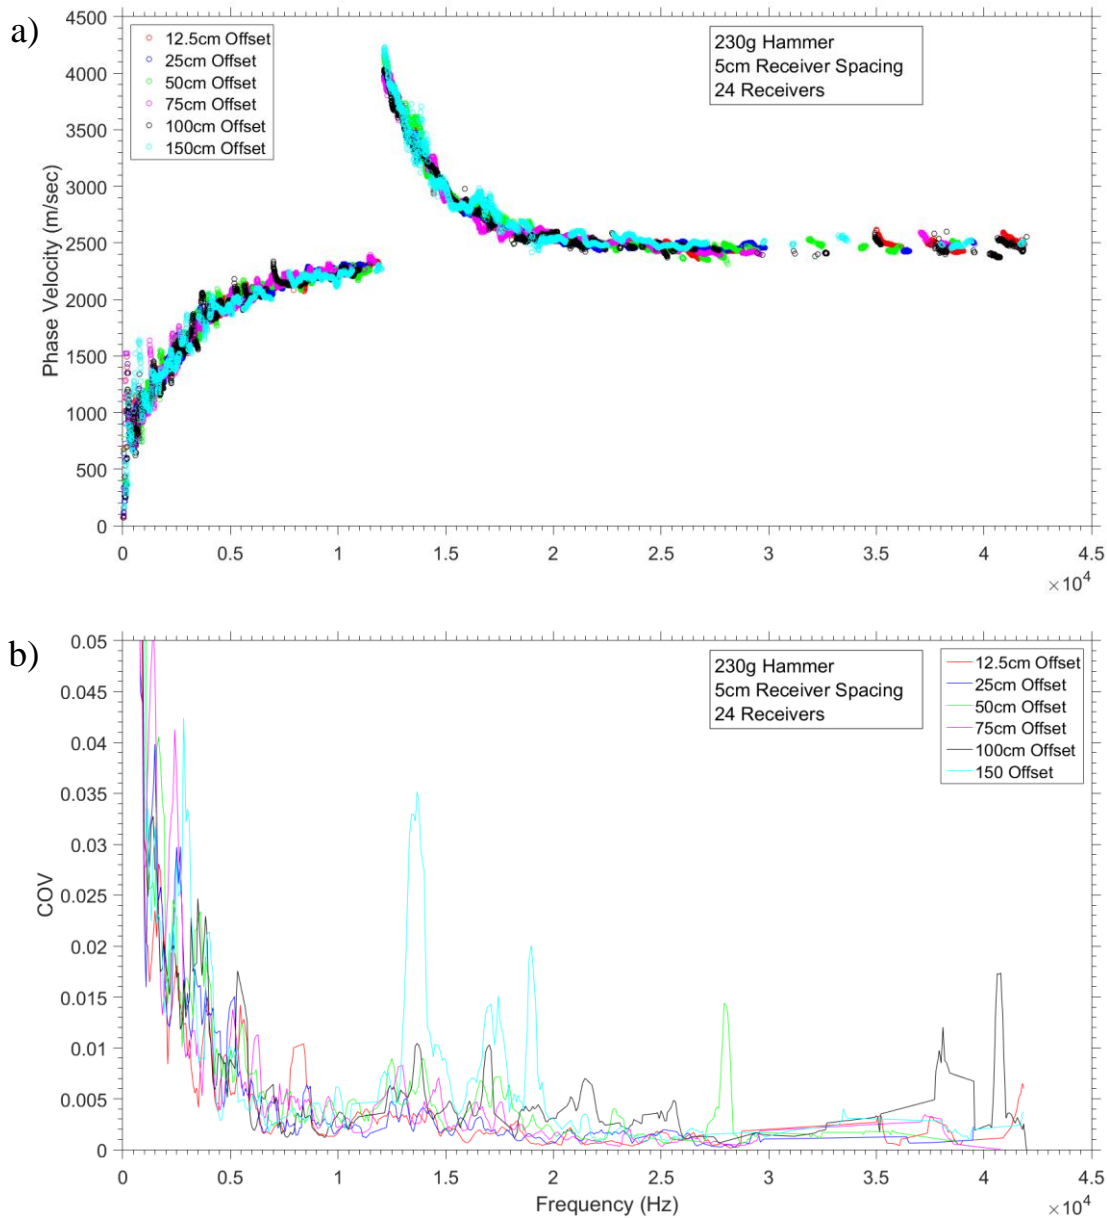 a)
4500
4000
3500
3000
2500
2000
1500
1000
500
0
Phase Velocity (m/sec)
12.5cm Offset
25cm Offset
50cm Offset
75cm Offset
100cm Offset
150cm Offset
230g Hammer
5cm Receiver Spacing
24 Receivers
0 0.5 1 1.5 2 2.5 3 3.5 4 4.5
×10⁴
b)
0.05
0.045
0.04
0.035
0.03
0.025
0.02
0.015
0.01
0.005
0
COV
230g Hammer
5cm Receiver Spacing
24 Receivers
12.5cm Offset
25cm Offset
50cm Offset
75cm Offset
100cm Offset
150 Offset
0 0.5 1 1.5 2 2.5 3 3.5 4 4.5
Frequency (Hz)
×10⁴